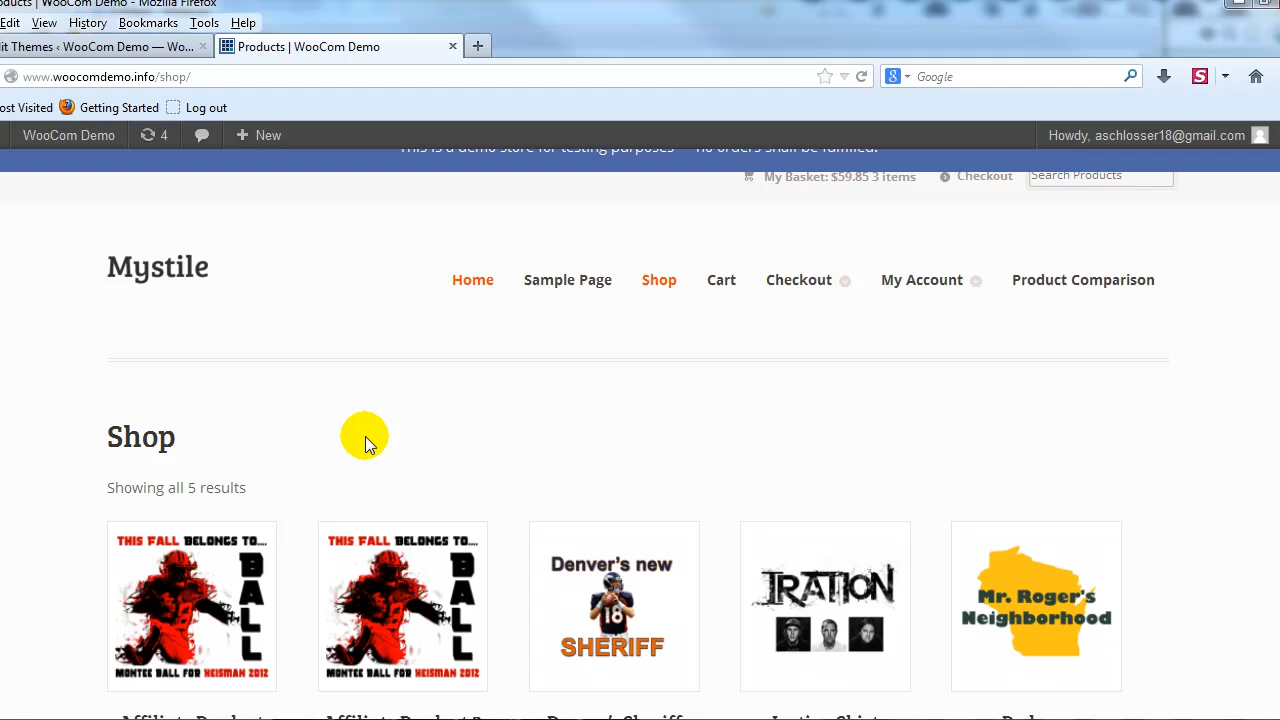 Products | WooCom Demo - Mozilla Firefox
Edit View History Bookmarks Tools Help
it Themes ‹ WooCom Demo — Wo... × Products | WooCom Demo ×
www.woocomdemo.info/shop/ Google
ost Visited Getting Started Log out
WooCom Demo 4 New Howdy, aschlosser18@gmail.com
This is a demo store for testing purposes — no orders shall be fulfilled.
My Basket: $59.85 3 items Checkout Search Products
Mystile
Home Sample Page Shop Cart Checkout My Account Product Comparison
Shop
Showing all 5 results
THIS FALL BELONGS TO....
BALL
MONTEE BALL FOR HEISMAN 2012
THIS FALL BELONGS TO....
BALL
MONTEE BALL FOR HEISMAN 2012
Denver's new
18
SHERIFF
IRATION
Mr. Roger's
Neighborhood